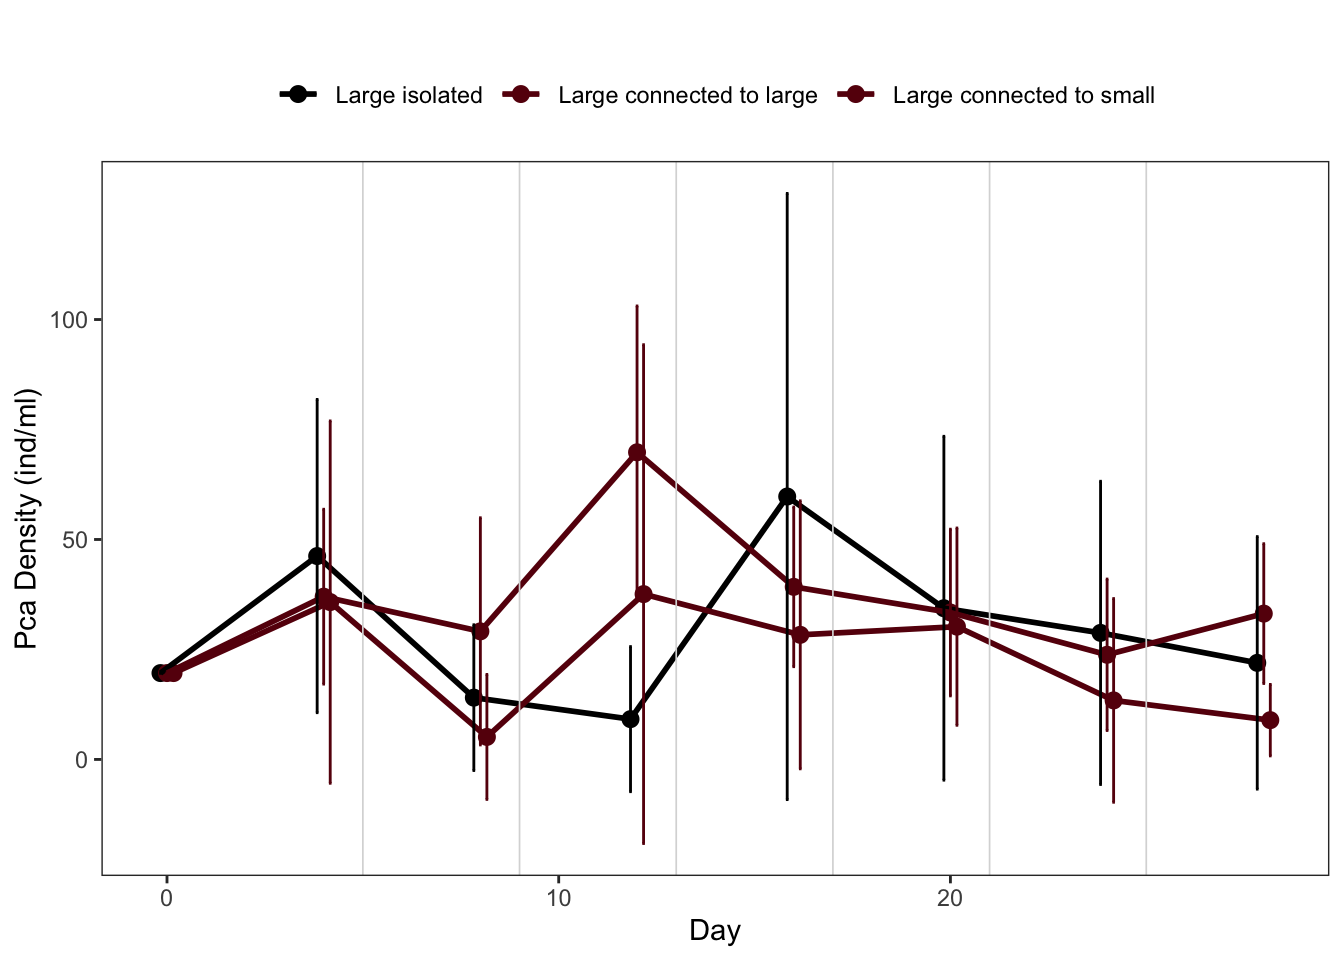 Large isolated Large connected to large Large connected to small
Pca Density (ind/ml)
100
50
0
0 10 20
Day